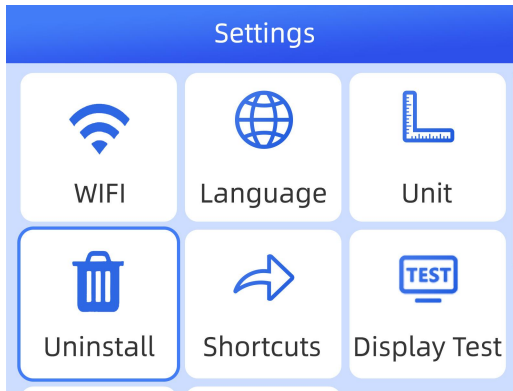 Settings
WIFI
Language
Unit
TEST
Uninstall
Shortcuts
Display Test